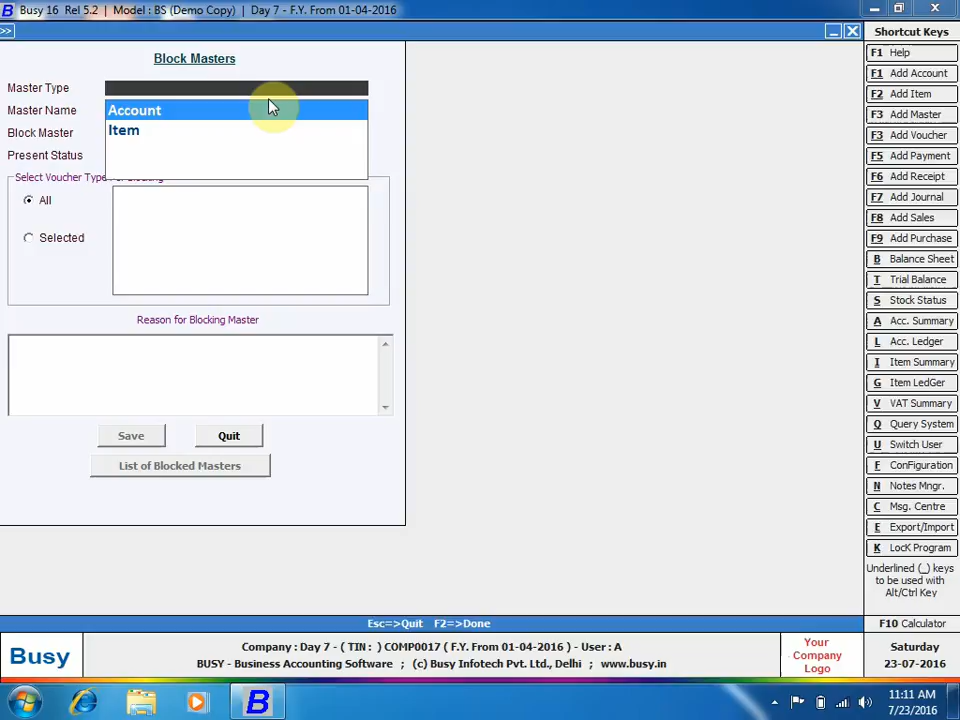 Busy 16 Rel 5.2 | Model : BS (Demo Copy) | Day 7 - F.Y. From 01-04-2016
>>
Block Masters
Master Type
Master Name
Account
Item
Block Master
Present Status
Select Voucher Typ
All
Selected
Reason for Blocking Master
Save
Quit
List of Blocked Masters
Shortcut Keys
F1 Help
F1 Add Account
F2 Add Item
F3 Add Master
F3 Add Voucher
F5 Add Payment
F6 Add Receipt
F7 Add Journal
F8 Add Sales
F9 Add Purchase
B Balance Sheet
T Trial Balance
S Stock Status
A Acc. Summary
L Acc. Ledger
I Item Summary
G Item LedGer
V VAT Summary
Q Query System
U Switch User
F ConFiguration
N Notes Mngr.
C Msg. Centre
E Export/Import
K LocK Program
Underlined (_) keys
to be used with
Alt/Ctrl Key
F10 Calculator
Esc=>Quit F2=>Done
Busy
Company : Day 7 - ( TIN : ) COMP0017 ( F.Y. From 01-04-2016 ) - User : A
BUSY - Business Accounting Software ; (c) Busy Infotech Pvt. Ltd., Delhi ; www.busy.in
Your
Company
Logo
Saturday
23-07-2016
11:11 AM
7/23/2016